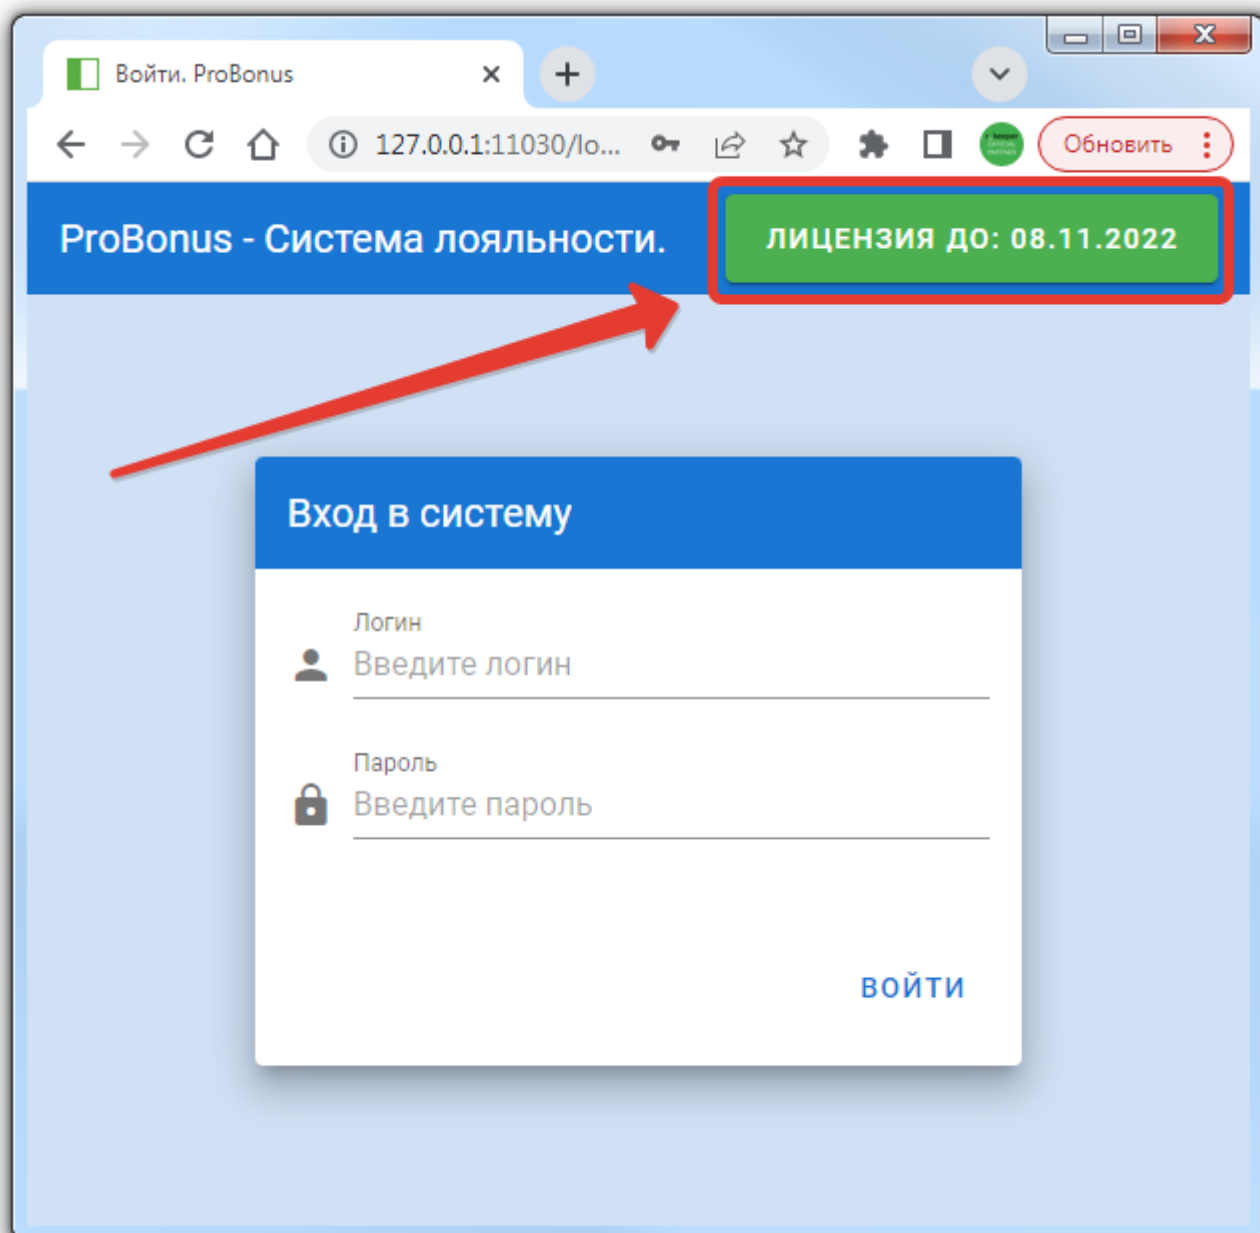 Войти. ProBonus
127.0.0.1:11030/lo...
Обновить
ProBonus - Система лояльности.
ЛИЦЕНЗИЯ ДО: 08.11.2022
Вход в систему
Логин
Введите логин
Пароль
Введите пароль
ВОЙТИ